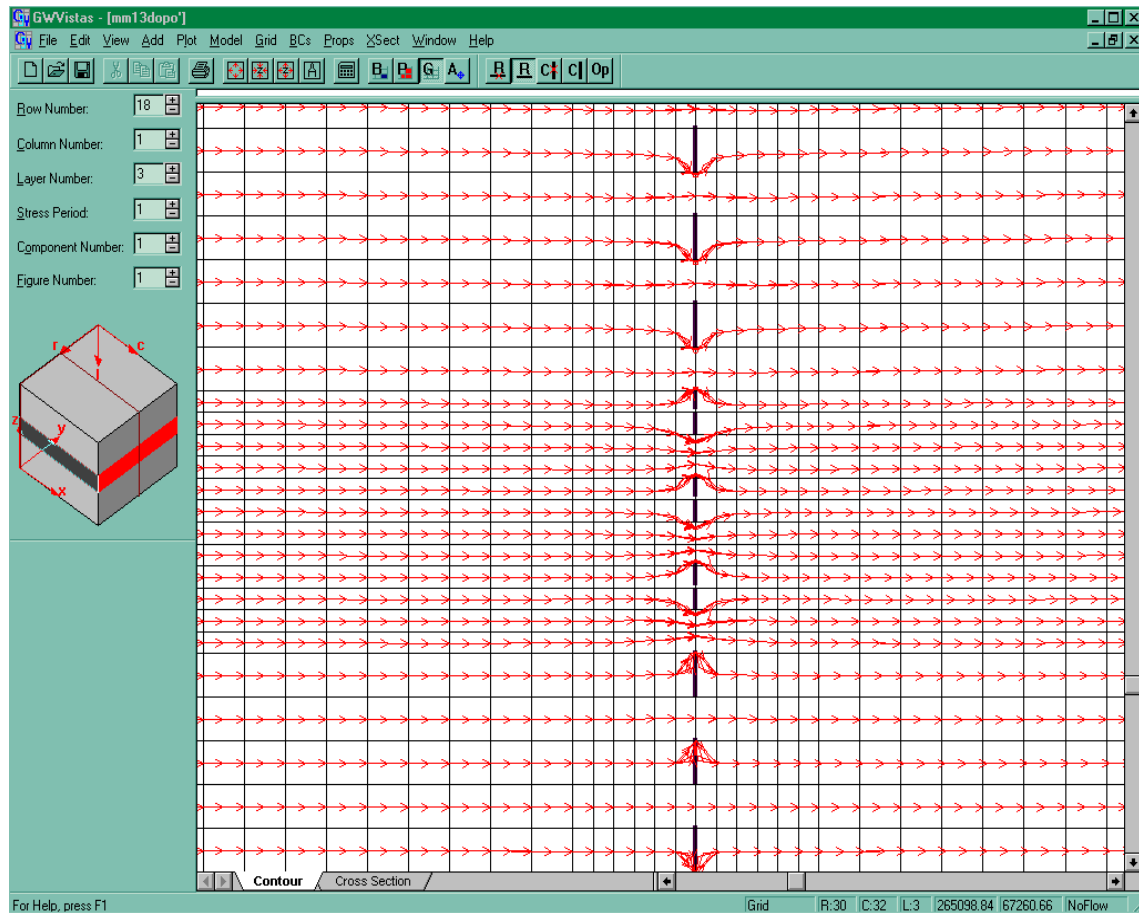 GWVistas - [mm13dopo']
File Edit View Add Plot Model Grid BCs Props XSect Window Help
B P G A R R C C Op
Row Number: 18
Column Number: 1
Layer Number: 3
Stress Period: 1
Component Number: 1
Figure Number: 1
r c
l
z y
x
Contour Cross Section
For Help, press F1 Grid R:30 C:32 L:3 265098.84 67260.66 NoFlow